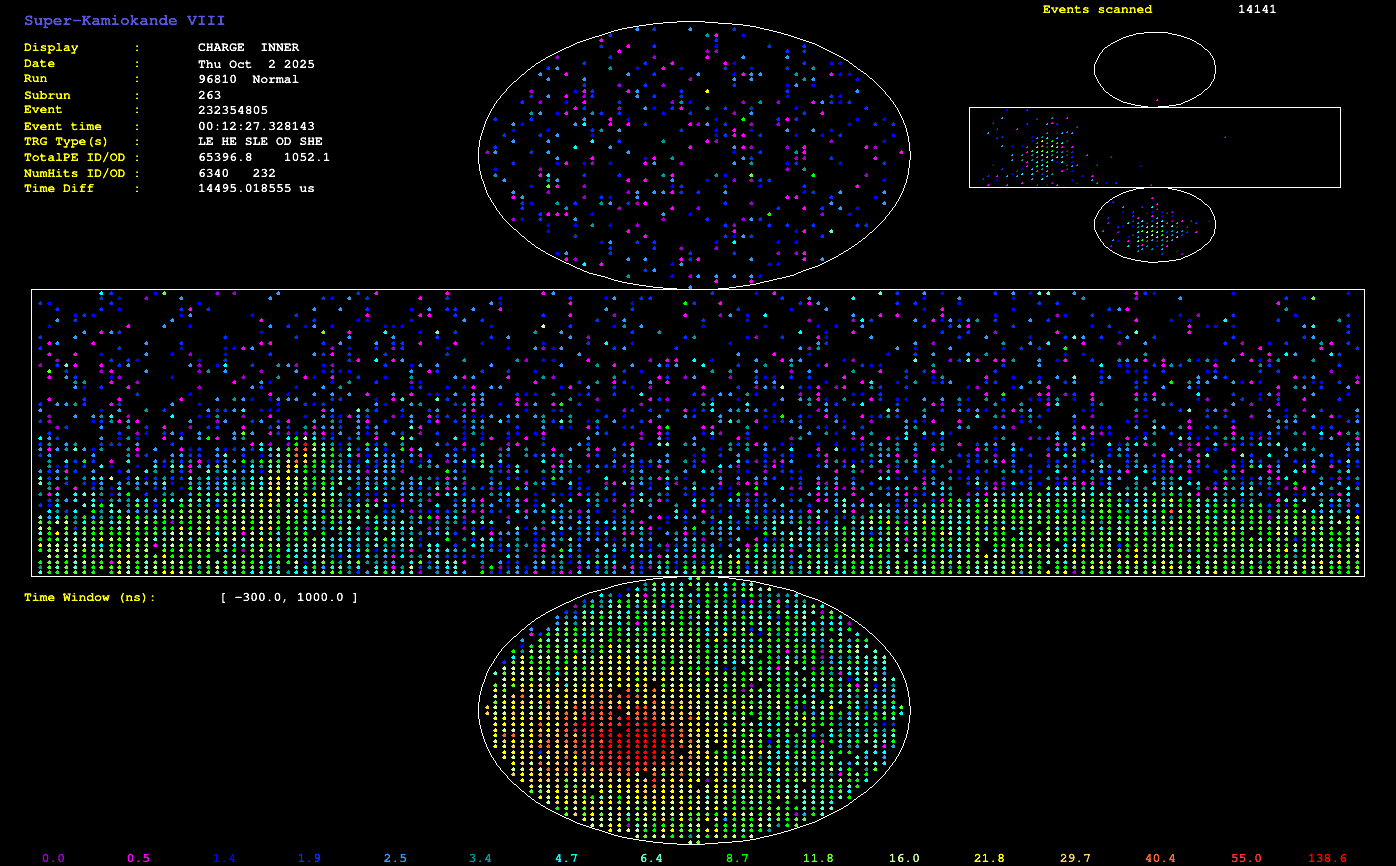 Super-Kamiokande VIII
Events scanned 14141
Display : CHARGE INNER
Date : Thu Oct 2 2025
Run : 96810 Normal
Subrun : 263
Event : 232354805
Event time : 00:12:27.328143
TRG Type(s) : LE HE SLE OD SHE
TotalPE ID/OD : 65396.8 1052.1
NumHits ID/OD : 6340 232
Time Diff : 14495.018555 us
Time Window (ns): [ -300.0, 1000.0 ]
0.0 0.5 1.4 1.9 2.5 3.4 4.7 6.4 8.7 11.8 16.0 21.8 29.7 40.4 55.0 138.6